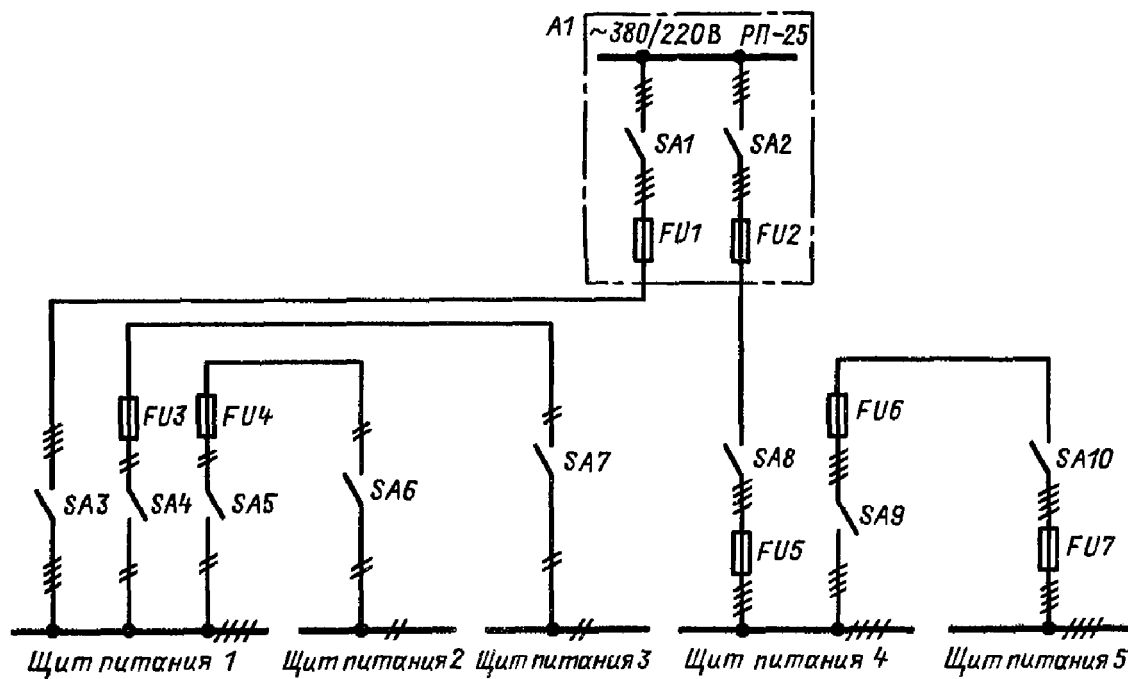 A1 ~380/220В РП-25
SA1 SA2
FU1 FU2
FU3 FU4 FU6
SA7 SA8 SA10
SA3 SA4 SA5 SA6 SA9
FU5 FU7
Щит питания 1 Щит питания 2 Щит питания 3 Щит питания 4 Щит питания 5